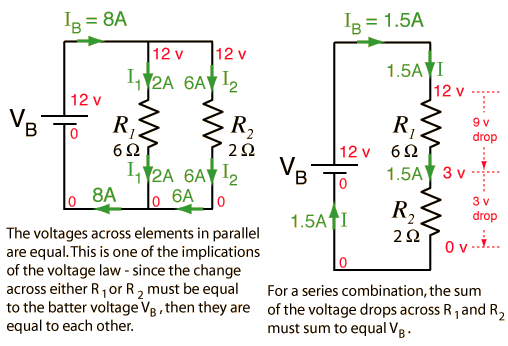 I_B = 8A
12 v 12 v
I_1 2A 6A I_2
12 v
V_B
0
R_1 R_2
6 Ω 2 Ω
I_1 2A 6A I_2
0 8A 0 6A 0
The voltages across elements in parallel
are equal. This is one of the implications
of the voltage law - since the change
across either R_1 or R_2 must be equal
to the batter voltage V_B, then they are
equal to each other.
I_B = 1.5A
1.5A I
12 v
R_1
6 Ω
9 v
drop
12 v
V_B
0
1.5A 3 v
1.5A I
R_2
2 Ω
3 v
drop
0 v
0
For a series combination, the sum
of the voltage drops across R_1 and R_2
must sum to equal V_B.